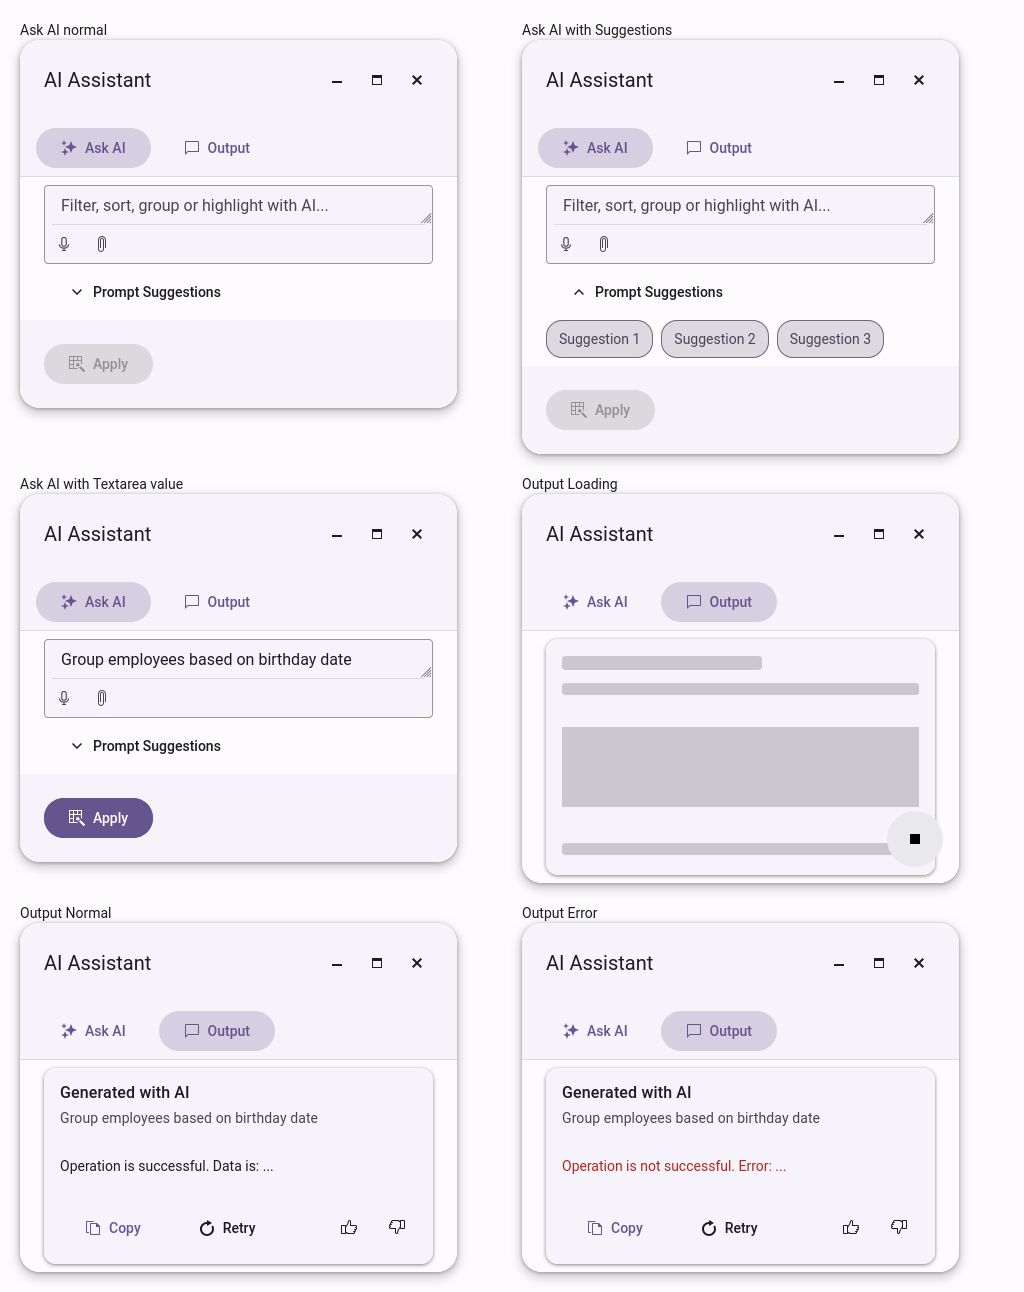 Ask AI normal
AI Assistant
Ask AI
Output
Filter, sort, group or highlight with AI...
Prompt Suggestions
Apply
Ask AI with Suggestions
AI Assistant
Ask AI
Output
Filter, sort, group or highlight with AI...
Prompt Suggestions
Suggestion 1
Suggestion 2
Suggestion 3
Apply
Ask AI with Textarea value
AI Assistant
Ask AI
Output
Group employees based on birthday date
Prompt Suggestions
Apply
Output Loading
AI Assistant
Ask AI
Output
Output Normal
AI Assistant
Ask AI
Output
Generated with AI
Group employees based on birthday date
Operation is successful. Data is: ...
Copy
Retry
Output Error
AI Assistant
Ask AI
Output
Generated with AI
Group employees based on birthday date
Operation is not successful. Error: ...
Copy
Retry